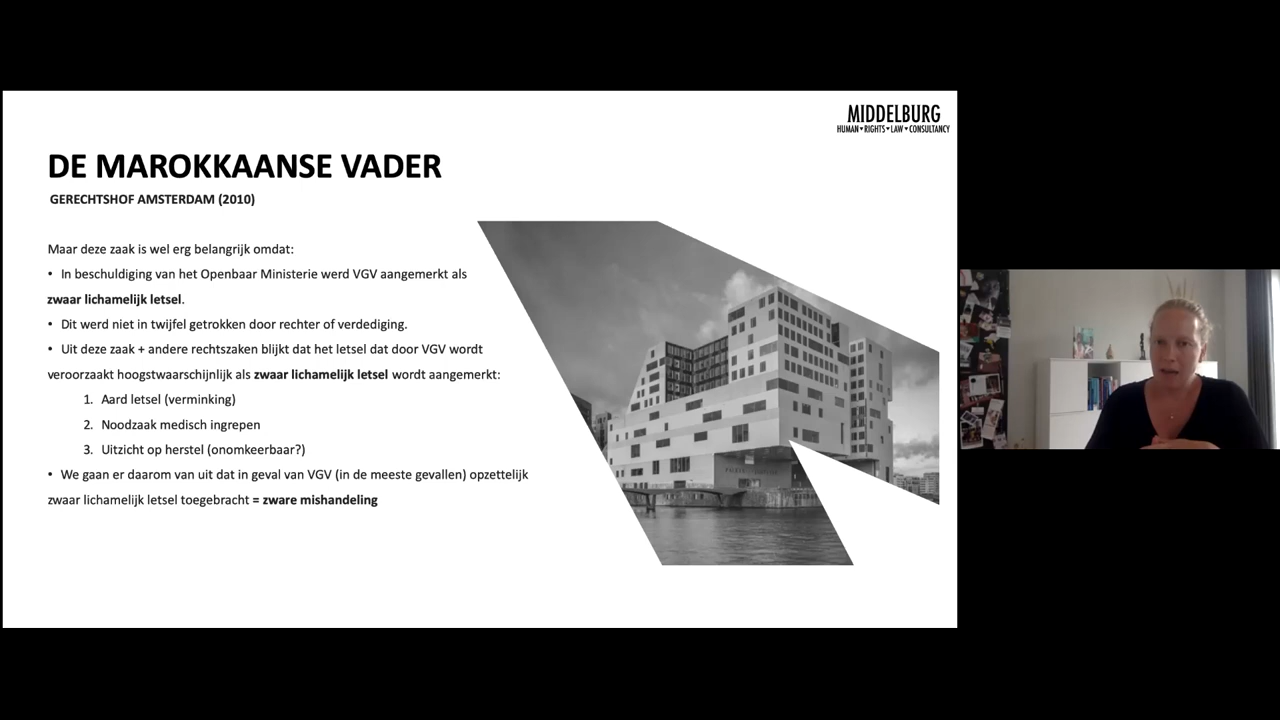 MIDDELBURG
HUMAN♥RIGHTS♥LAW♥CONSULTANCY
DE MAROKKAANSE VADER
GERECHTSHOF AMSTERDAM (2010)
Maar deze zaak is wel erg belangrijk omdat:
• In beschuldiging van het Openbaar Ministerie werd VGV aangemerkt als
zwaar lichamelijk letsel.
• Dit werd niet in twijfel getrokken door rechter of verdediging.
• Uit deze zaak + andere rechtszaken blijkt dat het letsel dat door VGV wordt
veroorzaakt hoogstwaarschijnlijk als zwaar lichamelijk letsel wordt aangemerkt:
1. Aard letsel (verminking)
2. Noodzaak medisch ingrepen
3. Uitzicht op herstel (onomkeerbaar?)
• We gaan er daarom van uit dat in geval van VGV (in de meeste gevallen) opzettelijk
zwaar lichamelijk letsel toegebracht = zware mishandeling